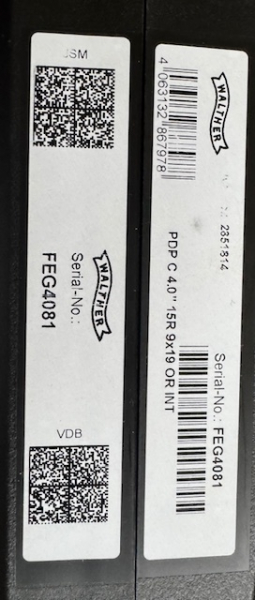 JSM
WALTHER
Serial-No.:
FEG4081
VDB
WALTHER
4 063132 867978
2851814
PDP C 4.0" 15R 9x19 OR INT
Serial-No.: FEG4081